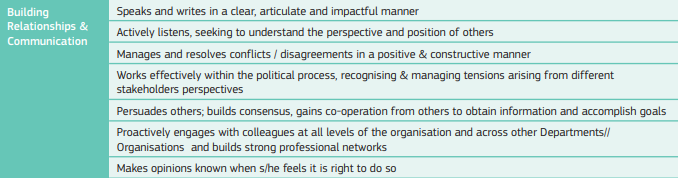 Building
Relationships &
Communication
Speaks and writes in a clear, articulate and impactful manner
Actively listens, seeking to understand the perspective and position of others
Manages and resolves conflicts / disagreements in a positive & constructive manner
Works effectively within the political process, recognising & managing tensions arising from different
stakeholders perspectives
Persuades others; builds consensus, gains co-operation from others to obtain information and accomplish goals
Proactively engages with colleagues at all levels of the organisation and across other Departments//
Organisations and builds strong professional networks
Makes opinions known when s/he feels it is right to do so